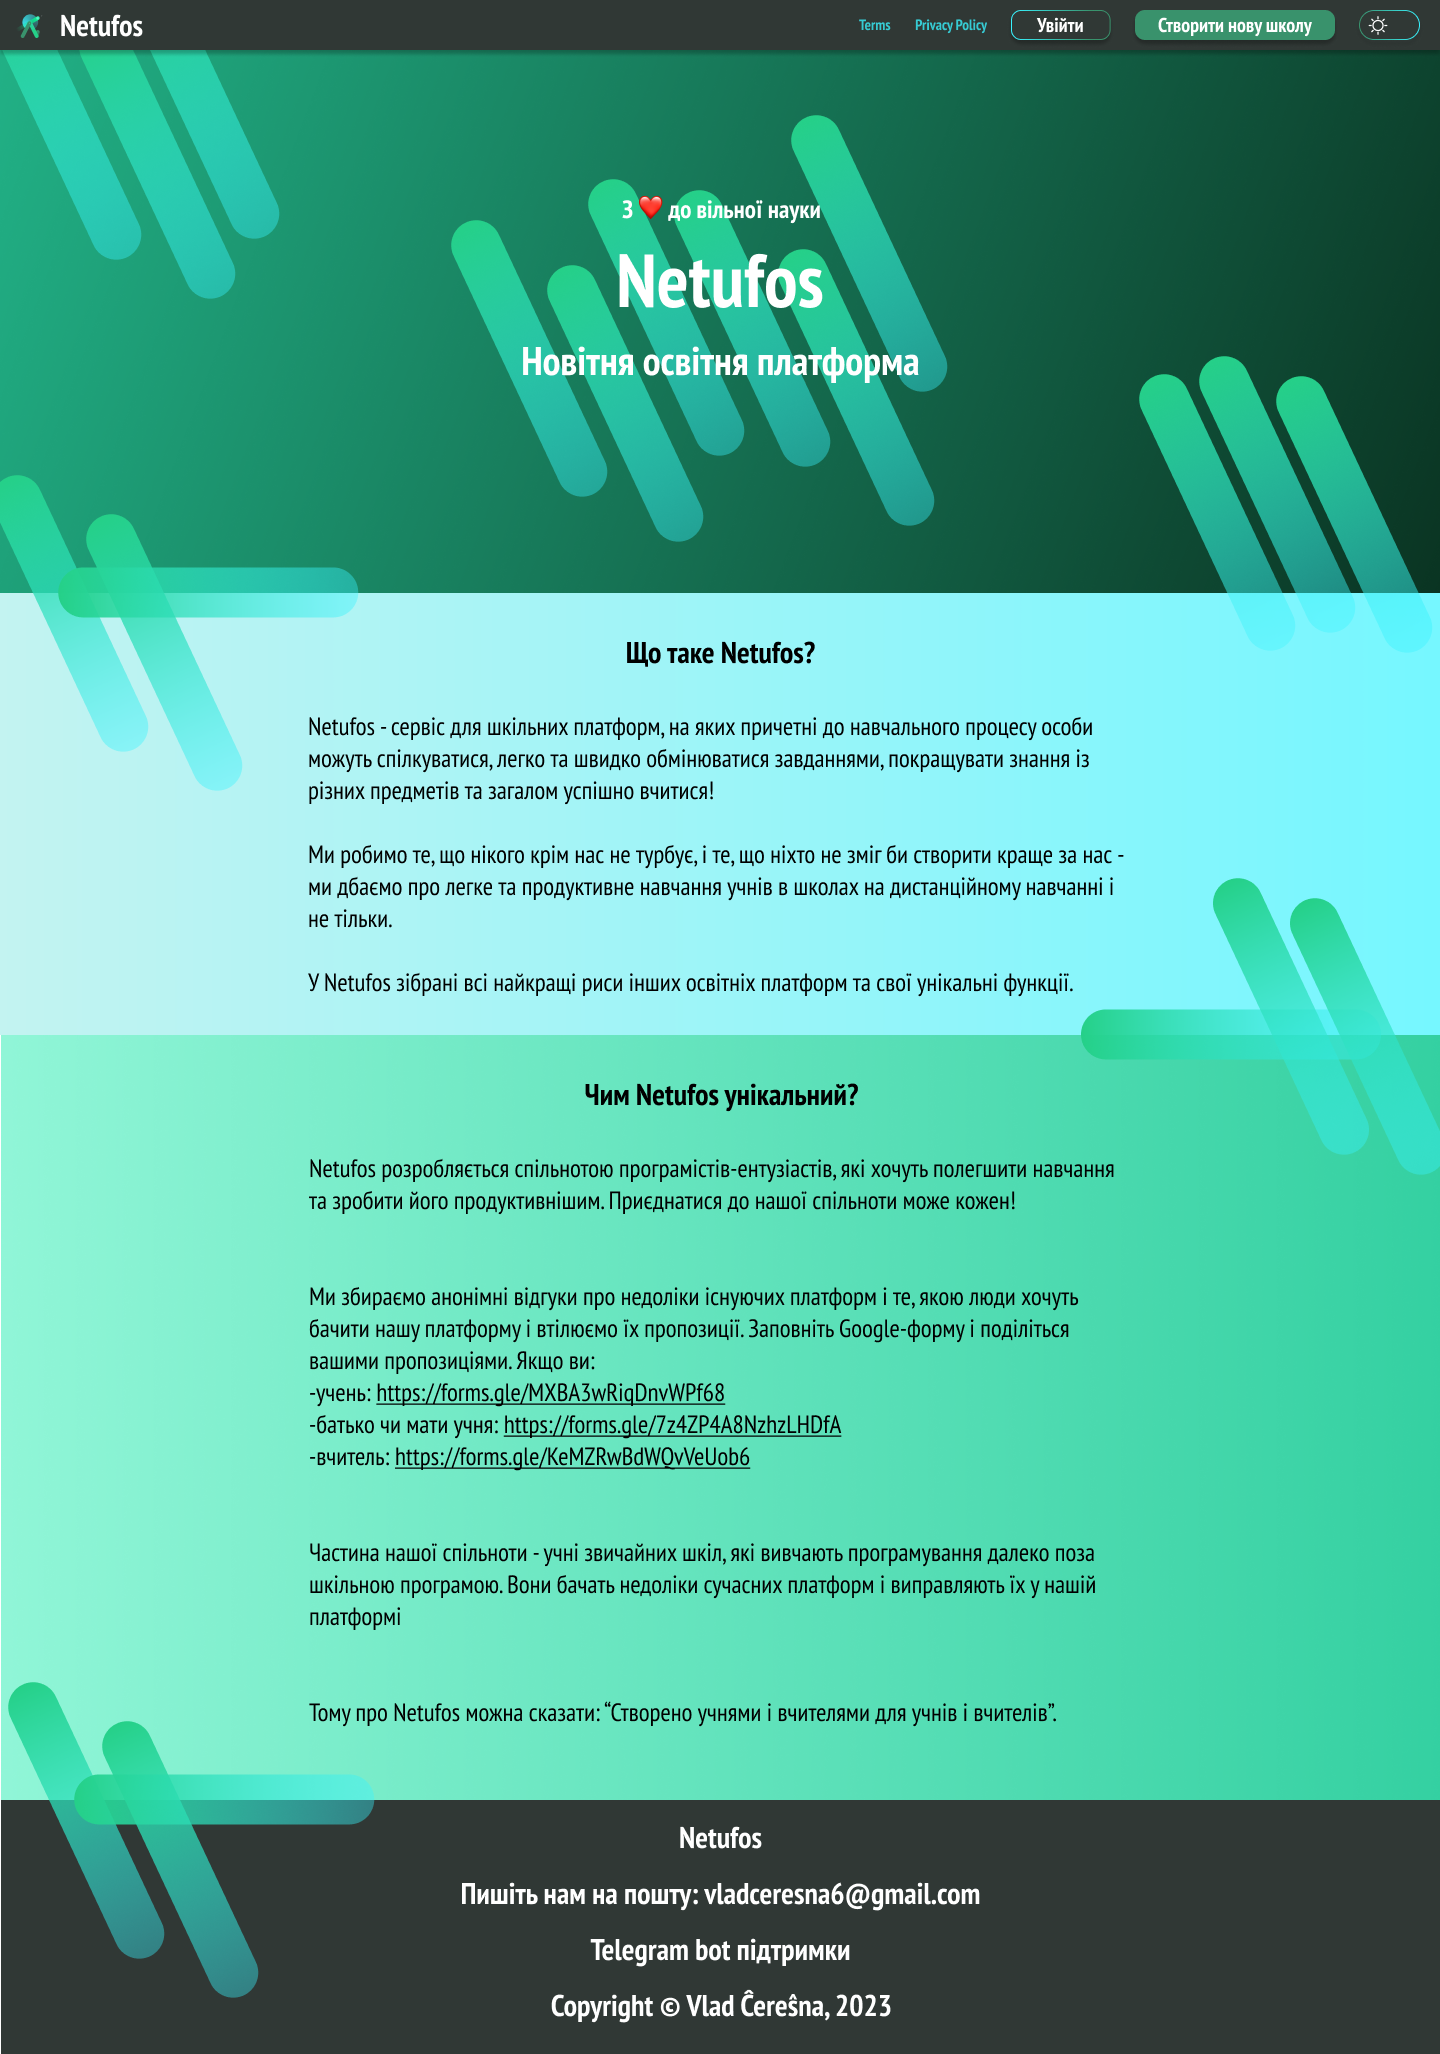 Netufos
Terms
Privacy Policy
Увійти
Створити нову школу
З ❤️ до вільної науки
Netufos
Новітня освітня платформа
Що таке Netufos?
Netufos - сервіс для шкільних платформ, на яких причетні до навчального процесу особи
можуть спілкуватися, легко та швидко обмінюватися завданнями, покращувати знання із
різних предметів та загалом успішно вчитися!
Ми робимо те, що нікого крім нас не турбує, і те, що ніхто не зміг би створити краще за нас -
ми дбаємо про легке та продуктивне навчання учнів в школах на дистанційному навчанні і
не тільки.
У Netufos зібрані всі найкращі риси інших освітніх платформ та свої унікальні функції.
Чим Netufos унікальний?
Netufos розробляється спільнотою програмістів-ентузіастів, які хочуть полегшити навчання
та зробити його продуктивнішим. Приєднатися до нашої спільноти може кожен!
Ми збираємо анонімні відгуки про недоліки існуючих платформ і те, якою люди хочуть
бачити нашу платформу і втілюємо їх пропозиції. Заповніть Google-форму і поділіться
вашими пропозиціями. Якщо ви:
-учень: https://forms.gle/MXBA3wRiqDnvWPf68
-батько чи мати учня: https://forms.gle/7z4ZP4A8NzhzLHDfA
-вчитель: https://forms.gle/KeMZRwBdWQvVeUob6
Частина нашої спільноти - учні звичайних шкіл, які вивчають програмування далеко поза
шкільною програмою. Вони бачать недоліки сучасних платформ і виправляють їх у нашій
платформі
Тому про Netufos можна сказати: “Створено учнями і вчителями для учнів і вчителів”.
Netufos
Пишіть нам на пошту: vladceresna6@gmail.com
Telegram bot підтримки
Copyright © Vlad Ĉereŝna, 2023